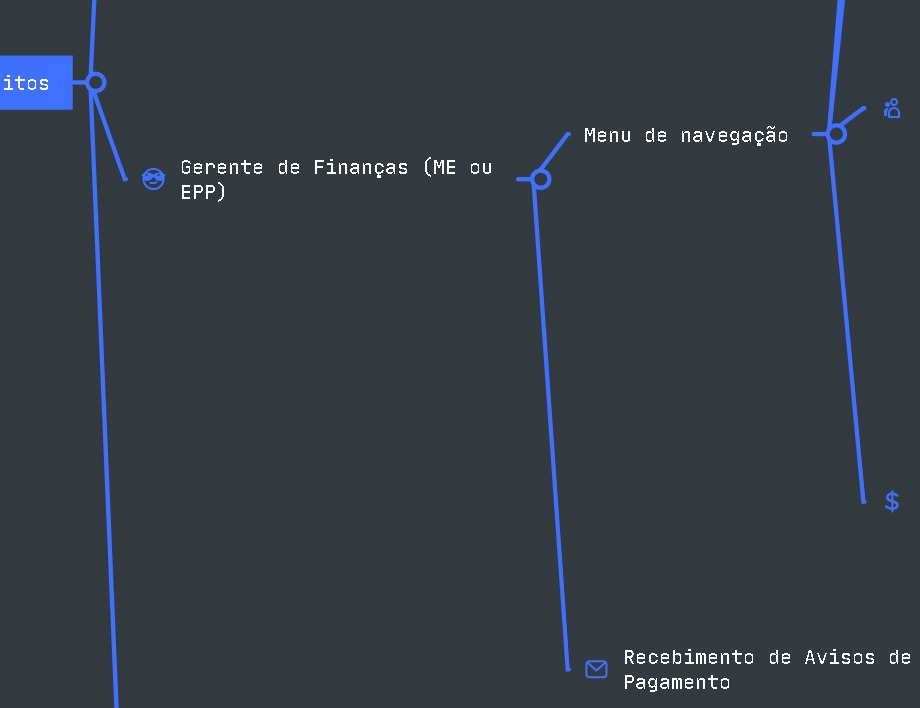 itos
Gerente de Finanças (ME ou
EPP)
Menu de navegação
$
Recebimento de Avisos de
Pagamento